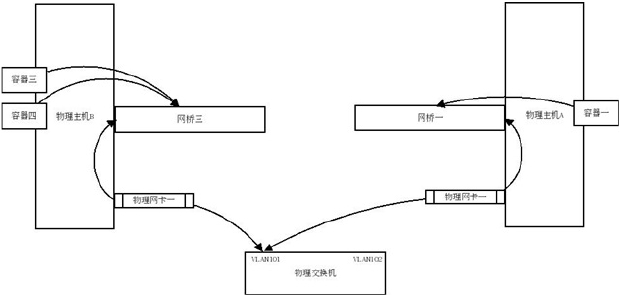 容器三
容器四
物理主机B
网桥三
网桥一
物理主机A
容器一
物理网卡一
物理网卡一
VLAN101
VLAN102
物理交换机